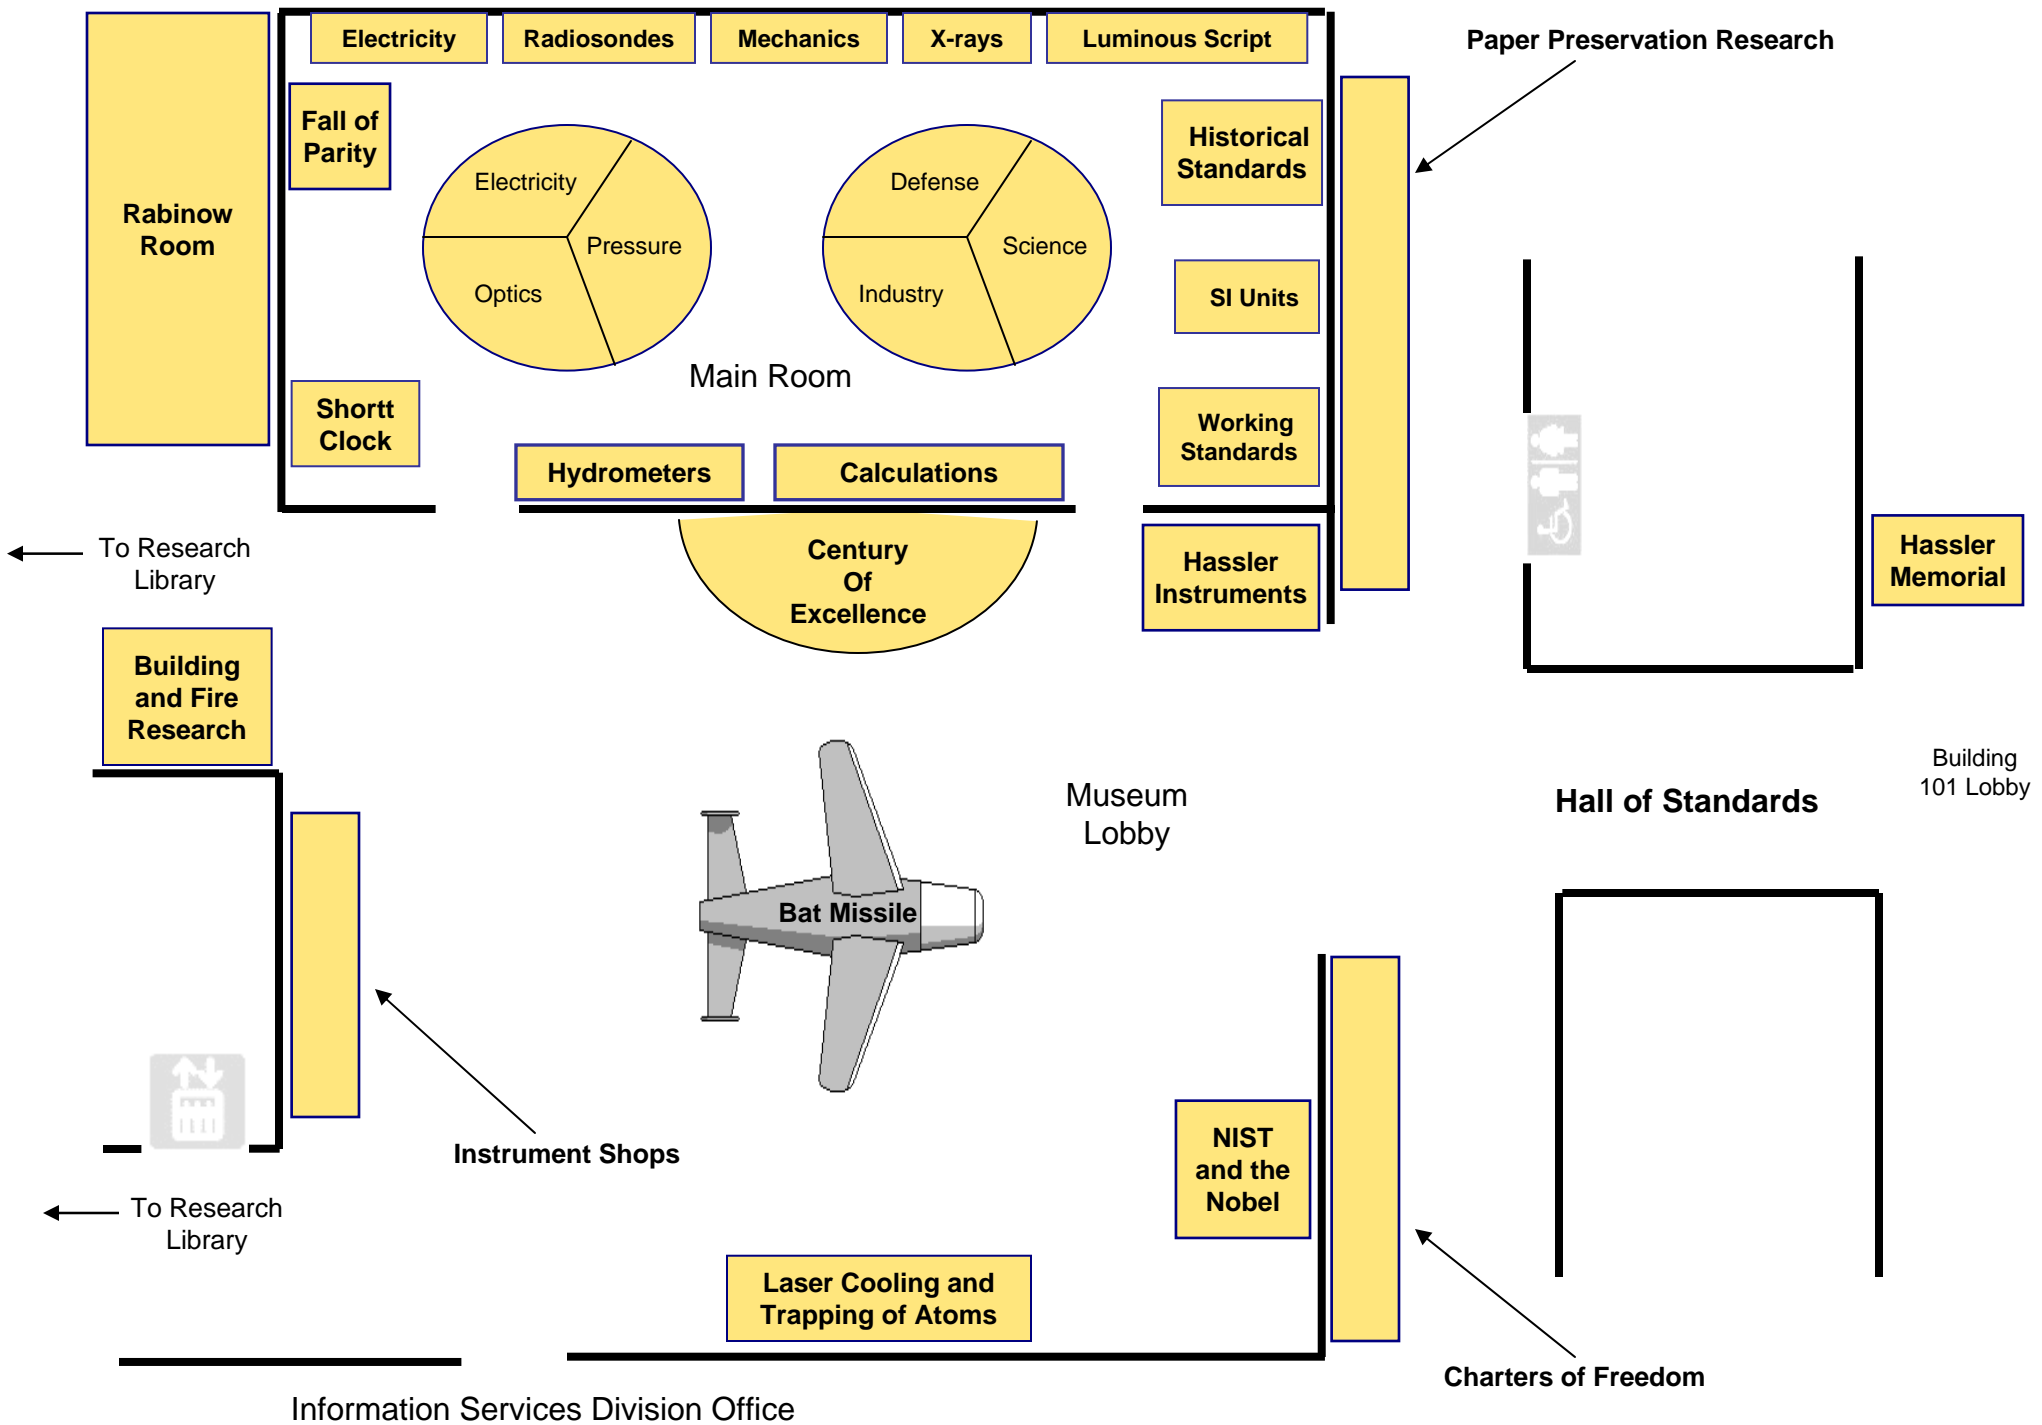 Electricity
Radiosondes
Mechanics
X-rays
Luminous Script
Paper Preservation Research
Fall of
Parity
Historical
Standards
Rabinow
Room
Electricity
Pressure
Optics
Defense
Science
Industry
SI Units
Main Room
Shortt
Clock
Working
Standards
Hydrometers
Calculations
To Research
Library
Century
Of
Excellence
Hassler
Instruments
Hassler
Memorial
Building
and Fire
Research
Museum
Lobby
Hall of Standards
Building
101 Lobby
Bat Missile
Instrument Shops
NIST
and the
Nobel
To Research
Library
Laser Cooling and
Trapping of Atoms
Charters of Freedom
Information Services Division Office